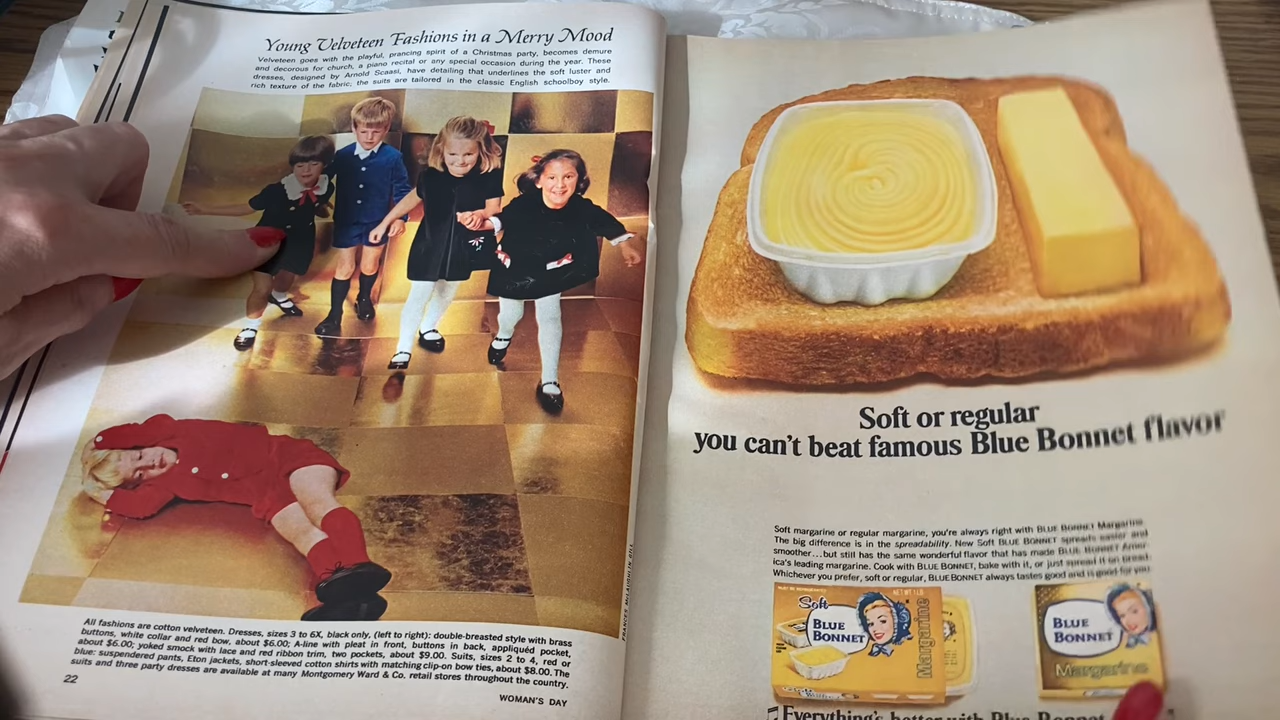 Young Velveteen Fashions in a Merry Mood
Velveteen goes with the playful, prancing spirit of a Christmas party, becomes demure
and decorous for church, a piano recital or any special occasion during the year. These
dresses, designed by Arnold Scaasi, have detailing that underlines the soft luster and
rich texture of the fabric; the suits are tailored in the classic English schoolboy style.
All fashions are cotton velveteen. Dresses, sizes 3 to 6X, black only, (left to right): double-breasted style with brass
buttons, white collar and red bow, about $6.00; A-line with pleat in front, buttons in back, appliquéd pocket,
about $6.00; yoked smock with lace and red ribbon trim, two pockets, about $9.00. Suits, sizes 2 to 4, red or
blue: suspendered pants, Eton jackets, short-sleeved cotton shirts with matching clip-on bow ties, about $8.00. The
suits and three party dresses are available at many Montgomery Ward & Co. retail stores throughout the country.
22
WOMAN'S DAY
FRANCES McLAUGHLIN GILL
Soft or regular
you can't beat famous Blue Bonnet flavor
Soft margarine or regular margarine, you're always right with BLUE BONNET Margarine.
The big difference is in the spreadability. New Soft BLUE BONNET spreads easier and
smoother...but still has the same wonderful flavor that has made BLUE BONNET Amer-
ica's leading margarine. Cook with BLUE BONNET, bake with it, or just spread it on bread.
Whichever you prefer, soft or regular, BLUE BONNET always tastes good and is good for you.
NET WT 1 LB
Soft
BLUE
BONNET
Margarine
BLUE
BONNET
Margarine
Everything's better with Blue Bonnet